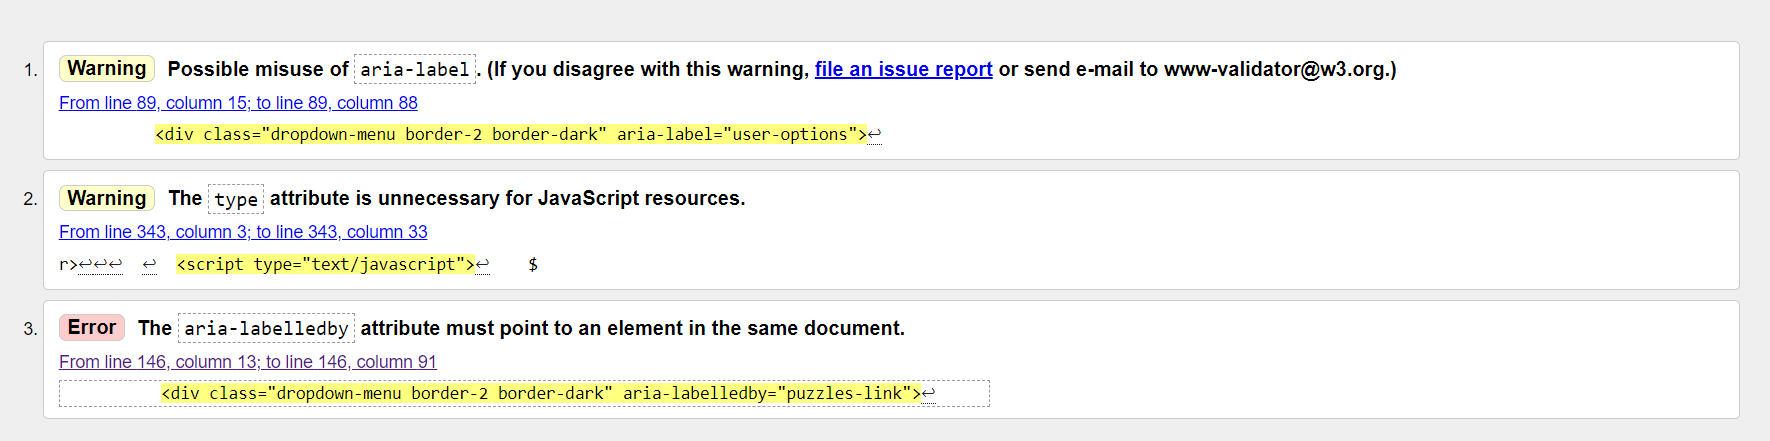 1. Warning Possible misuse of aria-label. (If you disagree with this warning, file an issue report or send e-mail to www-validator@w3.org.)
From line 89, column 15; to line 89, column 88
<div class="dropdown-menu border-2 border-dark" aria-label="user-options">↩
2. Warning The type attribute is unnecessary for JavaScript resources.
From line 343, column 3; to line 343, column 33
r>↩↩↩ ↩ <script type="text/javascript">↩ $
3. Error The aria-labelledby attribute must point to an element in the same document.
From line 146, column 13; to line 146, column 91
<div class="dropdown-menu border-2 border-dark" aria-labelledby="puzzles-link">↩